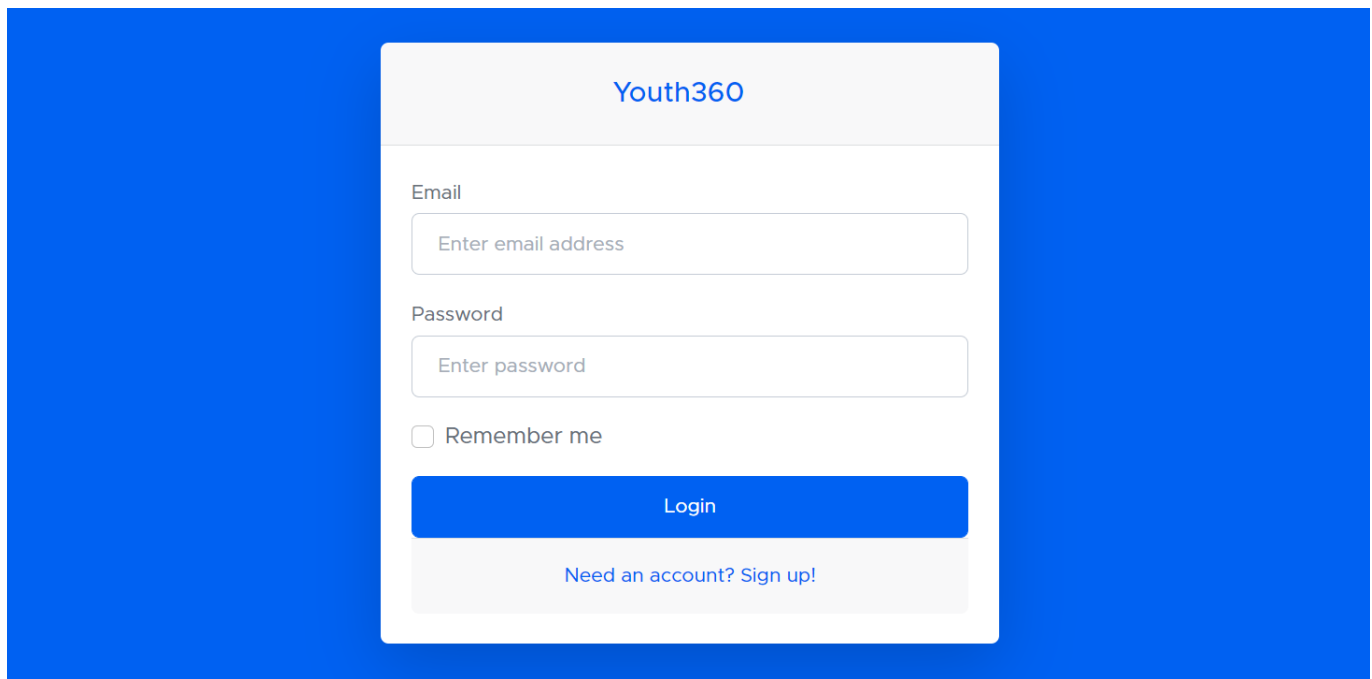 Youth360
Email
Enter email address
Password
Enter password
Remember me
Login
Need an account? Sign up!